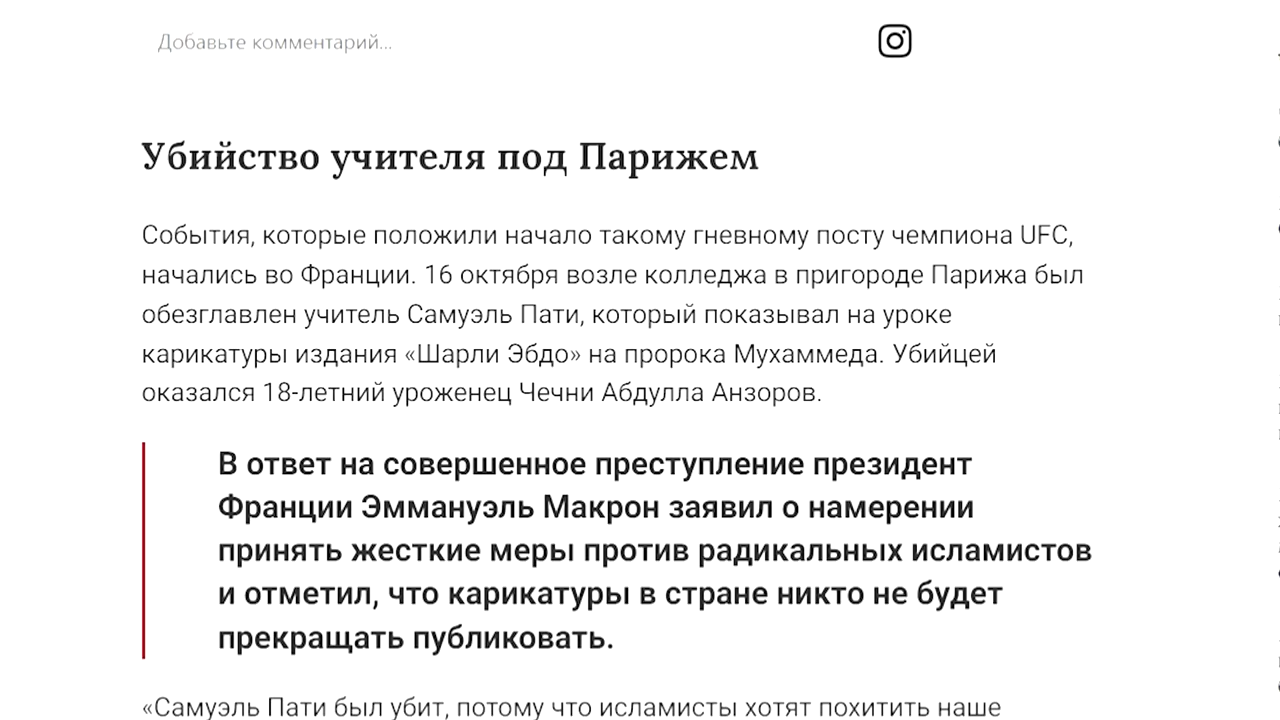 Добавьте комментарий...
Убийство учителя под Парижем
События, которые положили начало такому гневному посту чемпиона UFC,
начались во Франции. 16 октября возле колледжа в пригороде Парижа был
обезглавлен учитель Самуэль Пати, который показывал на уроке
карикатуры издания «Шарли Эбдо» на пророка Мухаммеда. Убийцей
оказался 18-летний уроженец Чечни Абдулла Анзоров.
В ответ на совершенное преступление президент
Франции Эммануэль Макрон заявил о намерении
принять жесткие меры против радикальных исламистов
и отметил, что карикатуры в стране никто не будет
прекращать публиковать.
«Самуэль Пати был убит, потому что исламисты хотят похитить наше